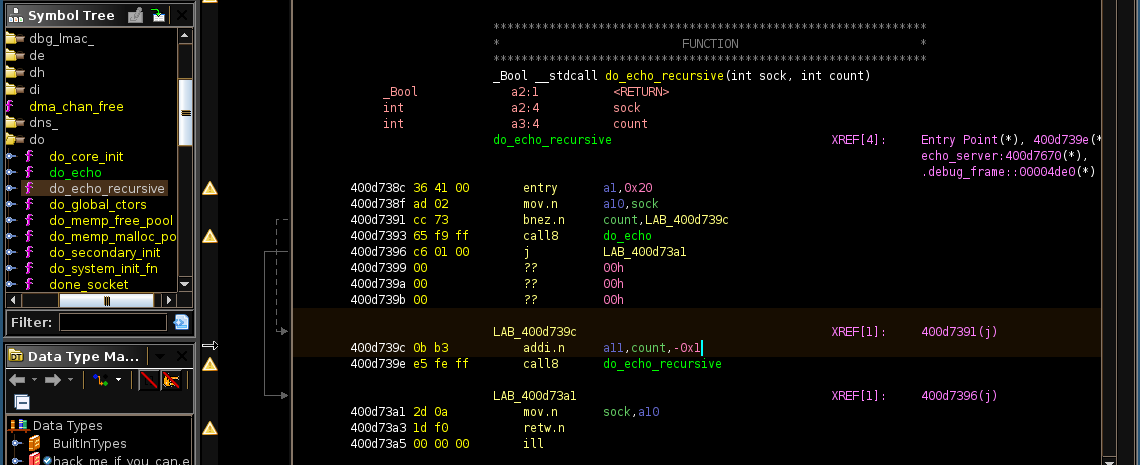 Symbol Tree
dbg_lmac_
de
dh
di
dma_chan_free
dns_
do
do_core_init
do_echo
do_echo_recursive
do_global_ctors
do_memp_free_pool
do_memp_malloc_po
do_secondary_init
do_system_init_fn
done_socket
Filter:
Data Type Ma...
Data Types
BuiltInTypes
hack_me_if_you_can.e
*************************************************************
* FUNCTION *
*************************************************************
_Bool __stdcall do_echo_recursive(int sock, int count)
_Bool a2:1 <RETURN>
int a2:4 sock
int a3:4 count
do_echo_recursive XREF[4]: Entry Point(*), 400d739e(*
echo_server:400d7670(*),
.debug_frame::00004de0(*)
400d738c 36 41 00 entry a1,0x20
400d738f ad 02 mov.n a10,sock
400d7391 cc 73 bnez.n count,LAB_400d739c
400d7393 65 f9 ff call8 do_echo
400d7396 c6 01 00 j LAB_400d73a1
400d7399 00 ?? 00h
400d739a 00 ?? 00h
400d739b 00 ?? 00h
LAB_400d739c XREF[1]: 400d7391(j)
400d739c 0b b3 addi.n a11,count,-0x1
400d739e e5 fe ff call8 do_echo_recursive
LAB_400d73a1 XREF[1]: 400d7396(j)
400d73a1 2d 0a mov.n sock,a10
400d73a3 1d f0 retw.n
400d73a5 00 00 00 ill